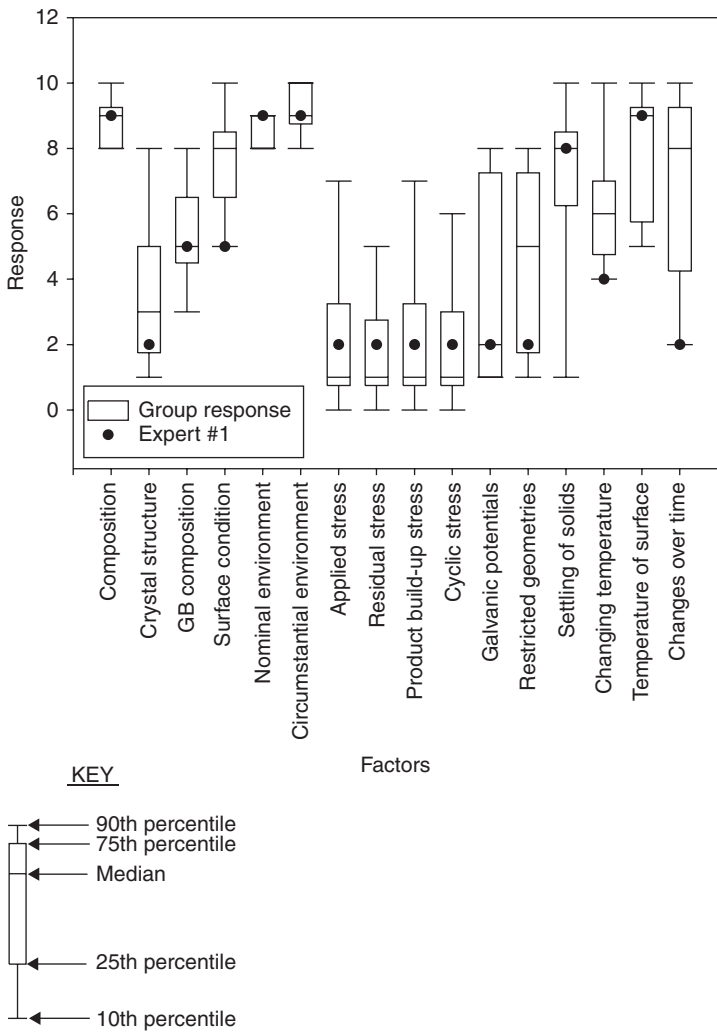 12
10
8
6
4
2
0
Response
Group response
Expert #1
Composition
Crystal structure
GB composition
Surface condition
Nominal environment
Circumstantial environment
Applied stress
Residual stress
Product build-up stress
Cyclic stress
Galvanic potentials
Restricted geometries
Settling of solids
Changing temperature
Temperature of surface
Changes over time
Factors
KEY
90th percentile
75th percentile
Median
25th percentile
10th percentile